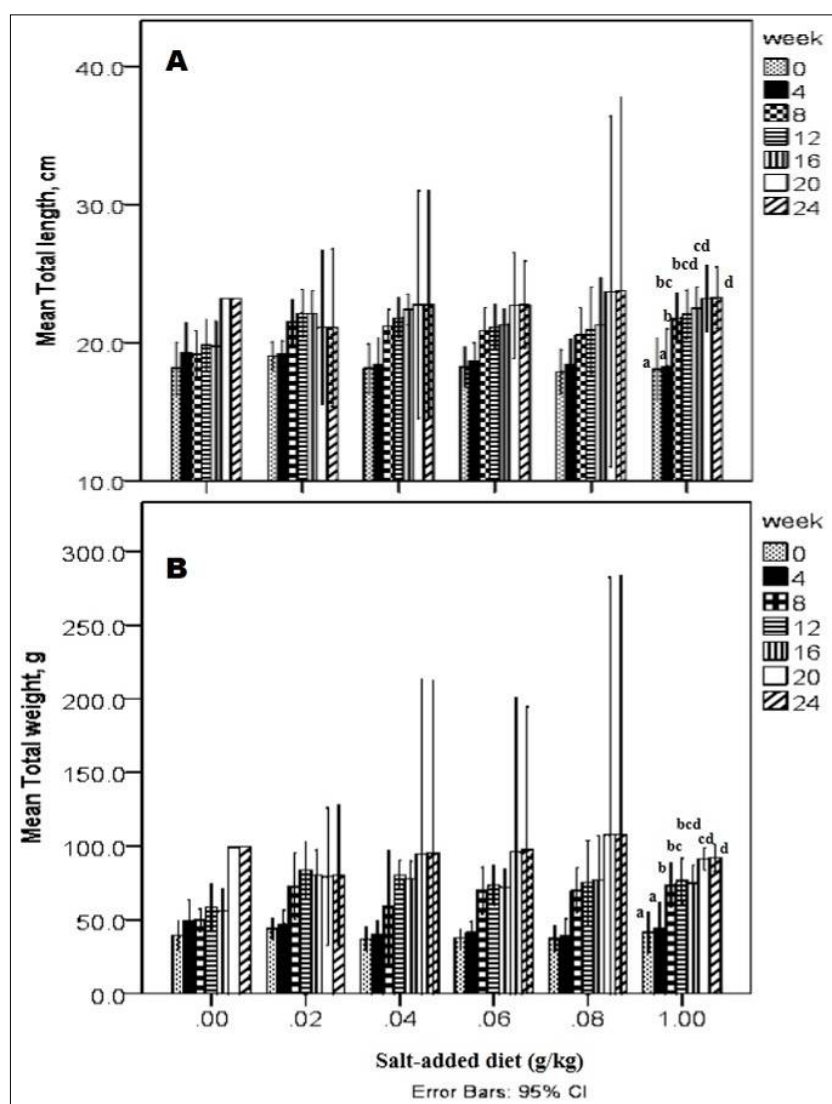 A
Mean Total length, cm
40.0
30.0
20.0
10.0
week
0
4
8
12
16
20
24
a a b bc bcd cd d
B
Mean Total weight, g
300.0
250.0
200.0
150.0
100.0
50.0
0.0
week
0
4
8
12
16
20
24
a a b bc bcd cd d
.00 .02 .04 .06 .08 1.00
Salt-added diet (g/kg)
Error Bars: 95% CI